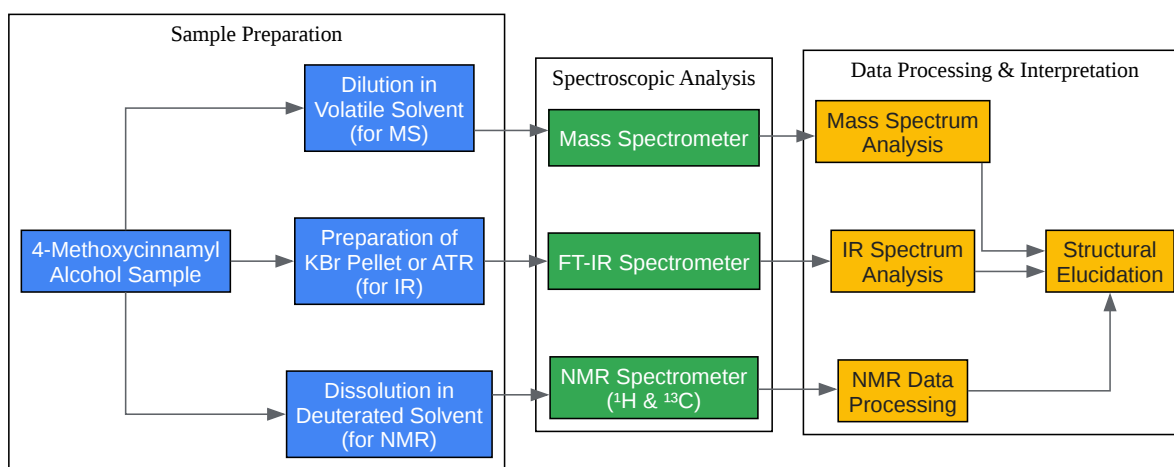 Sample Preparation
Dilution in
Volatile Solvent
(for MS)
4-Methoxycinnamyl
Alcohol Sample
Preparation of
KBr Pellet or ATR
(for IR)
Dissolution in
Deuterated Solvent
(for NMR)
Spectroscopic Analysis
Mass Spectrometer
FT-IR Spectrometer
NMR Spectrometer
(¹H & ¹³C)
Data Processing & Interpretation
Mass Spectrum
Analysis
IR Spectrum
Analysis
NMR Data
Processing
Structural
Elucidation